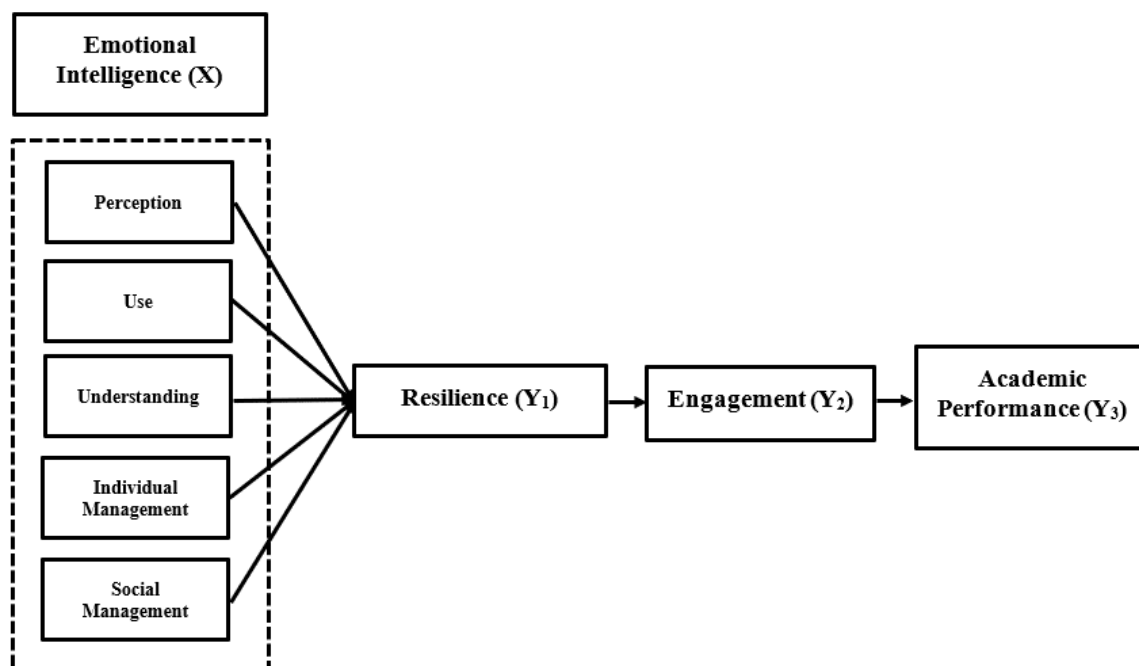 Emotional
Intelligence (X)
Perception
Use
Understanding
Individual
Management
Social
Management
Resilience (Y₁)
Engagement (Y₂)
Academic
Performance (Y₃)